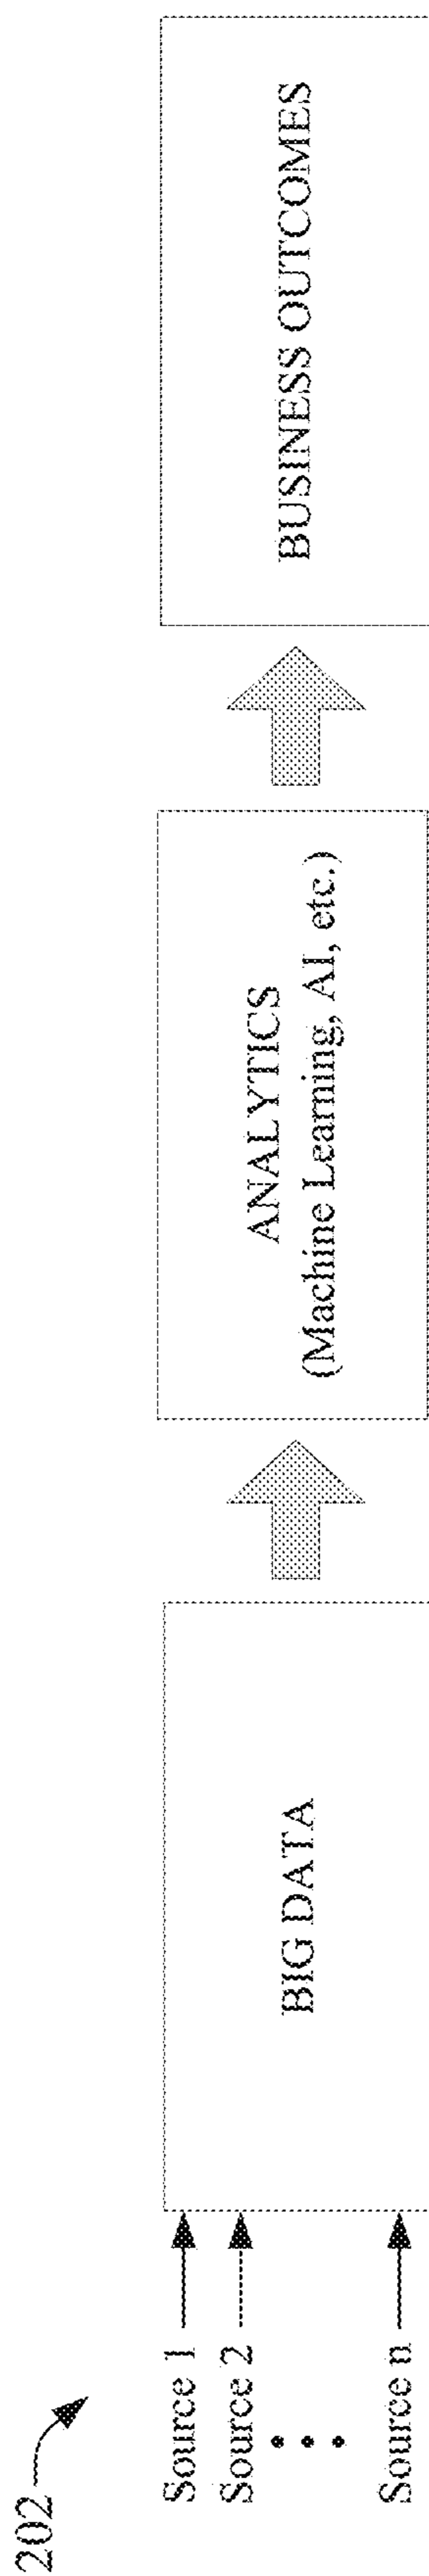 202
Source 1
Source 2
Source n
BIG DATA
ANALYTICS
(Machine Learning, AI, etc.)
BUSINESS OUTCOMES